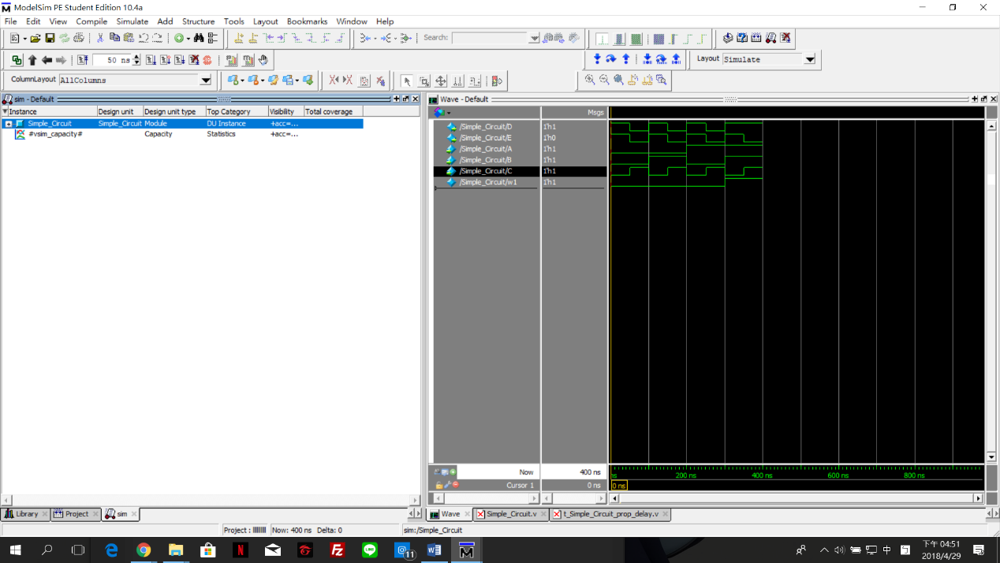 ModelSim PE Student Edition 10.4a
File Edit View Compile Simulate Add Structure Tools Layout Bookmarks Window Help
Search:
50 ns
Layout Simulate
ColumnLayout AllColumns
sim - Default
Instance Design unit Design unit type Top Category Visibility Total coverage
Simple_Circuit Simple_Circuit Module DU Instance +acc=...
#vsim_capacity# Capacity Statistics +acc=...
Wave - Default
Msgs
/Simple_Circuit/D 1'h1
/Simple_Circuit/E 1'h0
/Simple_Circuit/A 1'h1
/Simple_Circuit/B 1'h1
/Simple_Circuit/C 1'h1
/Simple_Circuit/w1 1'h1
Now 400 ns
Cursor 1 0 ns
ns 200 ns 400 ns 600 ns 800 ns
0 ns
Library Project sim
Wave Simple_Circuit.v t_Simple_Circuit_prop_delay.v
Project : Now: 400 ns Delta: 0 sim:/Simple_Circuit
N FZ LINE 11 W M
中
下午 04:51
2018/4/29